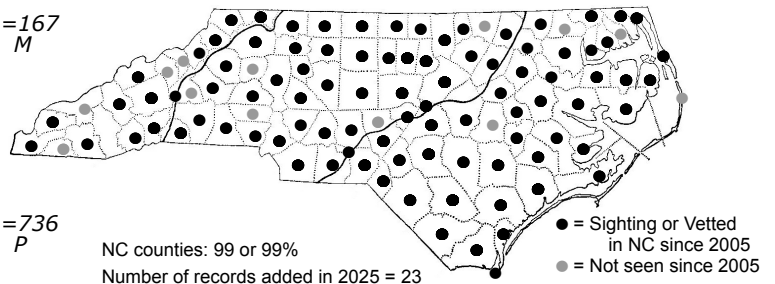 =167
M
=736
P
NC counties: 99 or 99%
Number of records added in 2025 = 23
= Sighting or Vetted
in NC since 2005
= Not seen since 2005